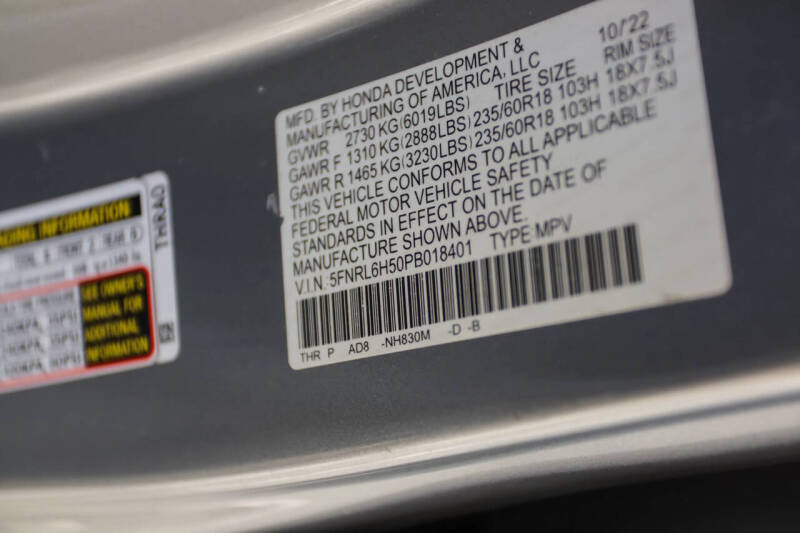 MFD. BY HONDA DEVELOPMENT & 10/'22
MANUFACTURING OF AMERICA, LLC
GVWR 2730 KG(6019LBS) TIRE SIZE RIM SIZE
GAWR F 1310 KG(2888LBS) 235/60R18 103H 18X7.5J
GAWR R 1465 KG(3230LBS) 235/60R18 103H 18X7.5J
THIS VEHICLE CONFORMS TO ALL APPLICABLE
FEDERAL MOTOR VEHICLE SAFETY
STANDARDS IN EFFECT ON THE DATE OF
MANUFACTURE SHOWN ABOVE.
V.I.N.:5FNRL6H50PB018401 TYPE:MPV
THR P AD8 -NH830M -D -B
INFORMATION
THRA0
SEE OWNER'S
MANUAL FOR
ADDITIONAL
INFORMATION